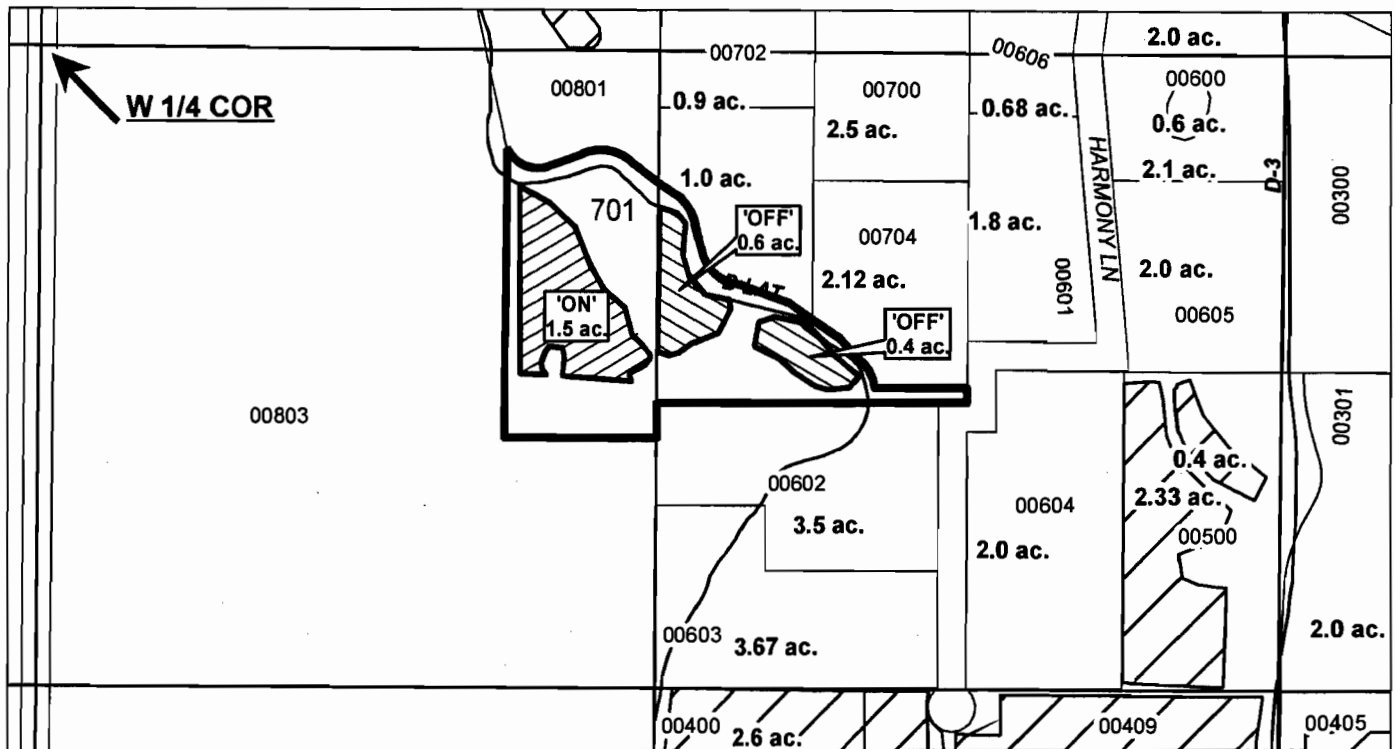 2.0 ac.
00702
00606
00600
00801
00700
W 1/4 COR
0.9 ac.
0.68 ac.
0.6 ac.
2.5 ac.
HARMONY LN
2.1 ac.
D-3
00300
1.0 ac.
701
'OFF'
0.6 ac.
1.8 ac.
00704
2.12 ac.
2.0 ac.
00601
B-LAT
'ON'
1.5 ac.
'OFF'
0.4 ac.
00605
00803
00301
0.4 ac.
00602
2.33 ac.
3.5 ac.
00604
00500
2.0 ac.
00603
3.67 ac.
2.0 ac.
00400
2.6 ac.
00409
00405